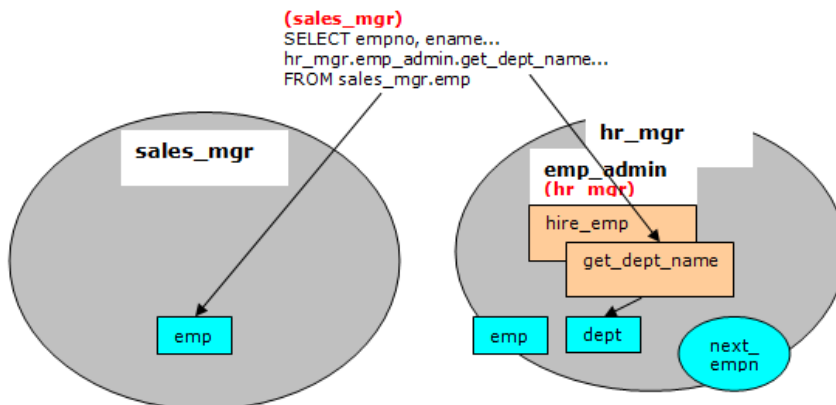 (sales_mgr)
SELECT empno, ename...
hr_mgr.emp_admin.get_dept_name...
FROM sales_mgr.emp
sales_mgr
hr_mgr
emp_admin
(hr_mgr)
hire_emp
get_dept_name
emp
emp
dept
next_
empn